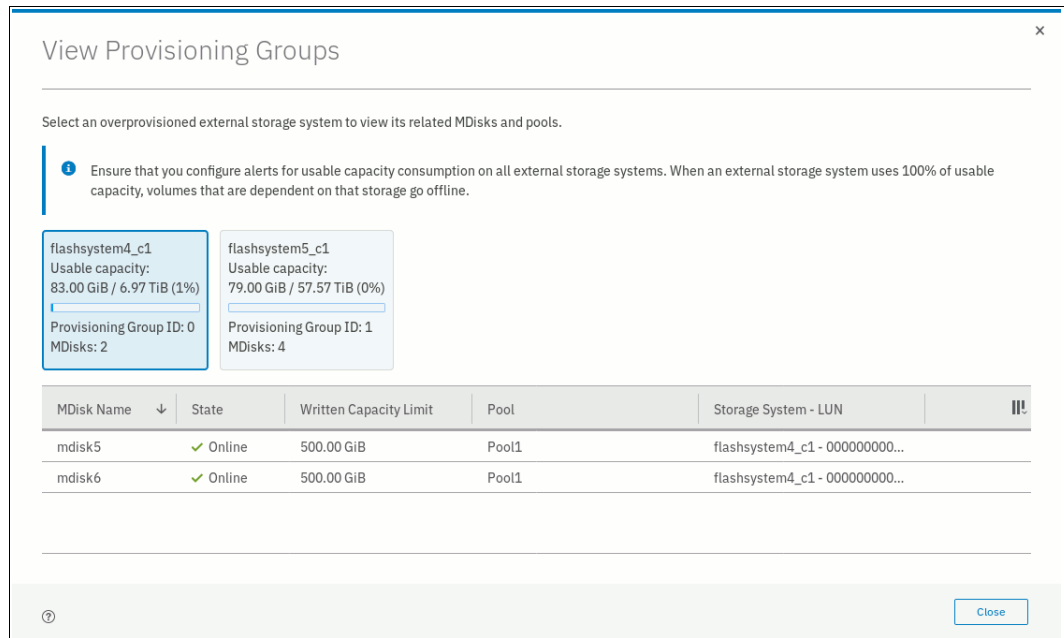 View Provisioning Groups
Select an overprovisioned external storage system to view its related MDisks and pools.
Ensure that you configure alerts for usable capacity consumption on all external storage systems. When an external storage system uses 100% of usable
capacity, volumes that are dependent on that storage go offline.
flashsystem4_c1
Usable capacity:
83.00 GiB / 6.97 TiB (1%)
Provisioning Group ID: 0
MDisks: 2
flashsystem5_c1
Usable capacity:
79.00 GiB / 57.57 TiB (0%)
Provisioning Group ID: 1
MDisks: 4
MDisk Name State Written Capacity Limit Pool Storage System - LUN
mdisk5 Online 500.00 GiB Pool1 flashsystem4_c1 - 000000000...
mdisk6 Online 500.00 GiB Pool1 flashsystem4_c1 - 000000000...
Close